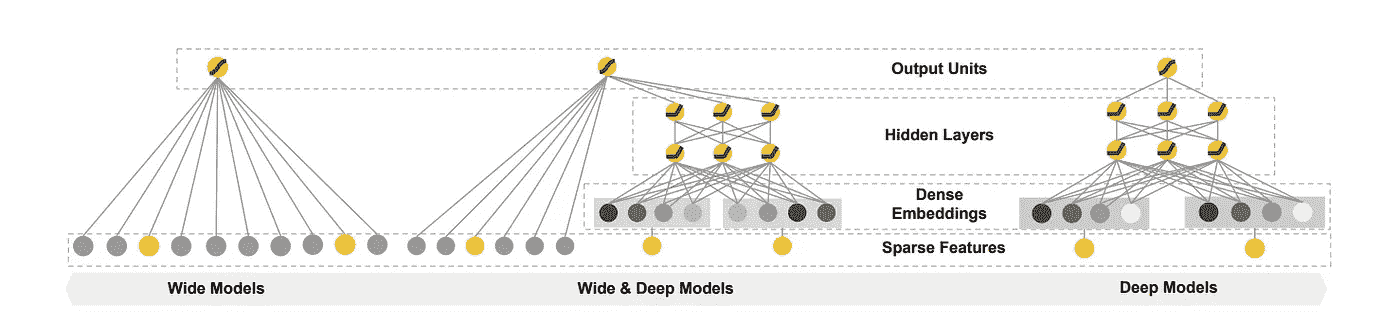 Output Units
Hidden Layers
Dense
Embeddings
Sparse Features
Wide Models
Wide & Deep Models
Deep Models